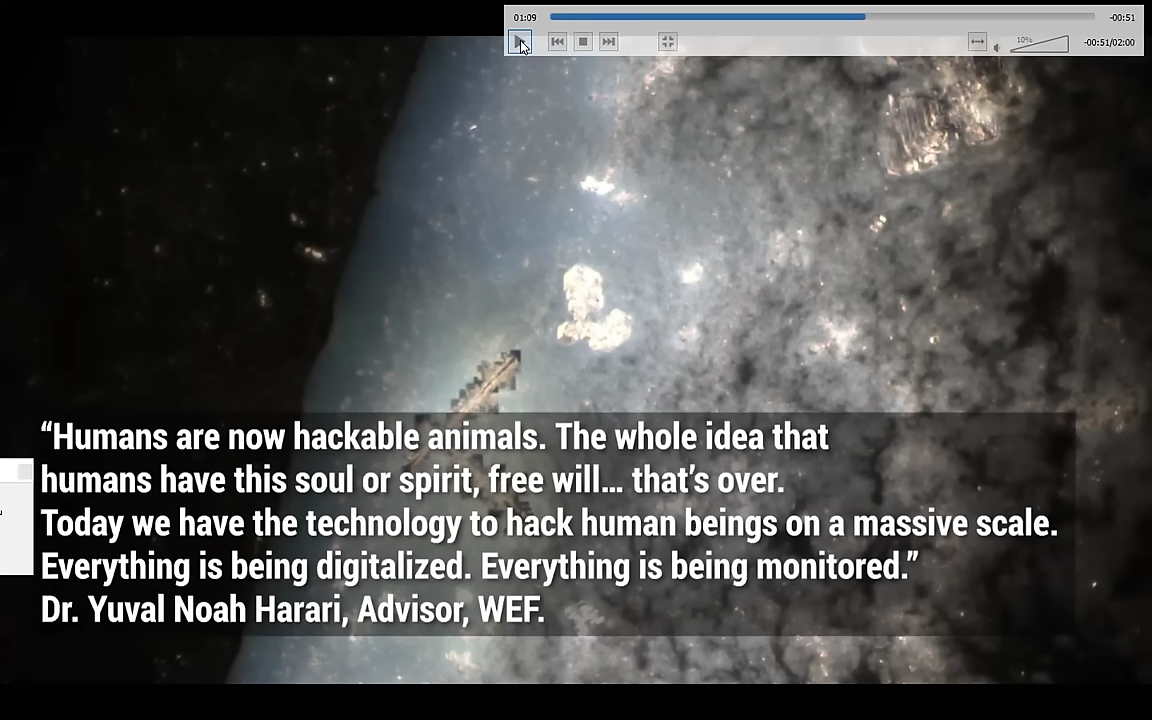 01:09
-00:51
10%
-00:51/02:00
“Humans are now hackable animals. The whole idea that
humans have this soul or spirit, free will... that’s over.
Today we have the technology to hack human beings on a massive scale.
Everything is being digitalized. Everything is being monitored.”
Dr. Yuval Noah Harari, Advisor, WEF.